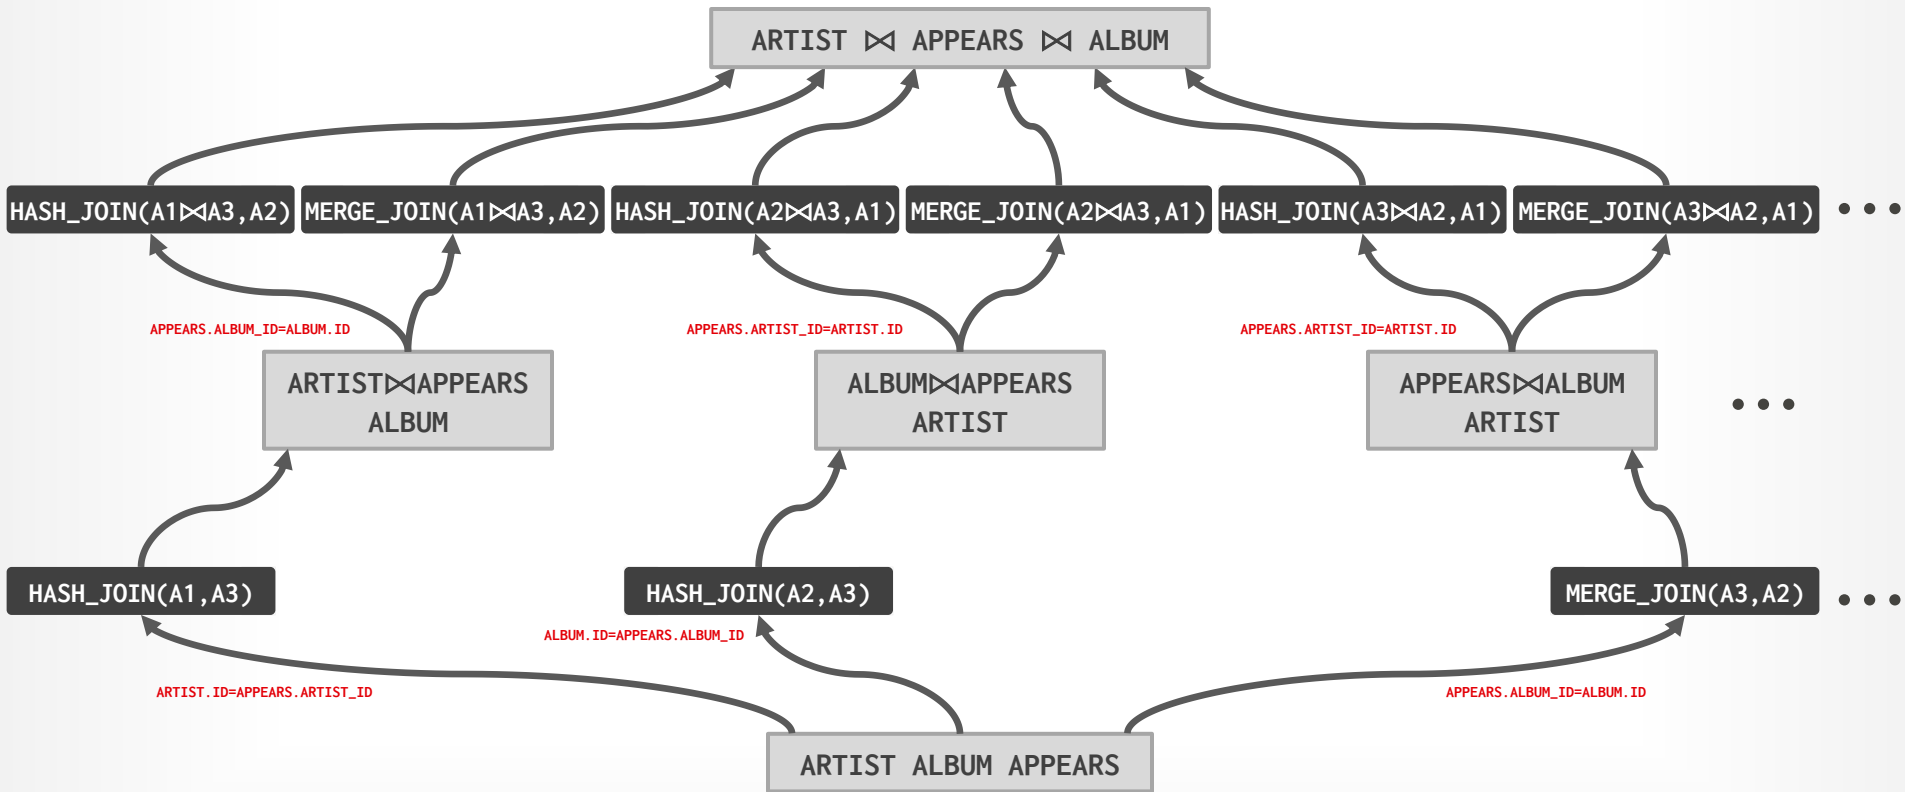 ARTIST ⋈ APPEARS ⋈ ALBUM
HASH_JOIN(A1⋈A3,A2)
MERGE_JOIN(A1⋈A3,A2)
HASH_JOIN(A2⋈A3,A1)
MERGE_JOIN(A2⋈A3,A1)
HASH_JOIN(A3⋈A2,A1)
MERGE_JOIN(A3⋈A2,A1)
•••
APPEARS.ALBUM_ID=ALBUM.ID
APPEARS.ARTIST_ID=ARTIST.ID
APPEARS.ARTIST_ID=ARTIST.ID
ARTIST⋈APPEARS
ALBUM
ALBUM⋈APPEARS
ARTIST
APPEARS⋈ALBUM
ARTIST
•••
HASH_JOIN(A1,A3)
HASH_JOIN(A2,A3)
MERGE_JOIN(A3,A2)
•••
ALBUM.ID=APPEARS.ALBUM_ID
ARTIST.ID=APPEARS.ARTIST_ID
APPEARS.ALBUM_ID=ALBUM.ID
ARTIST ALBUM APPEARS